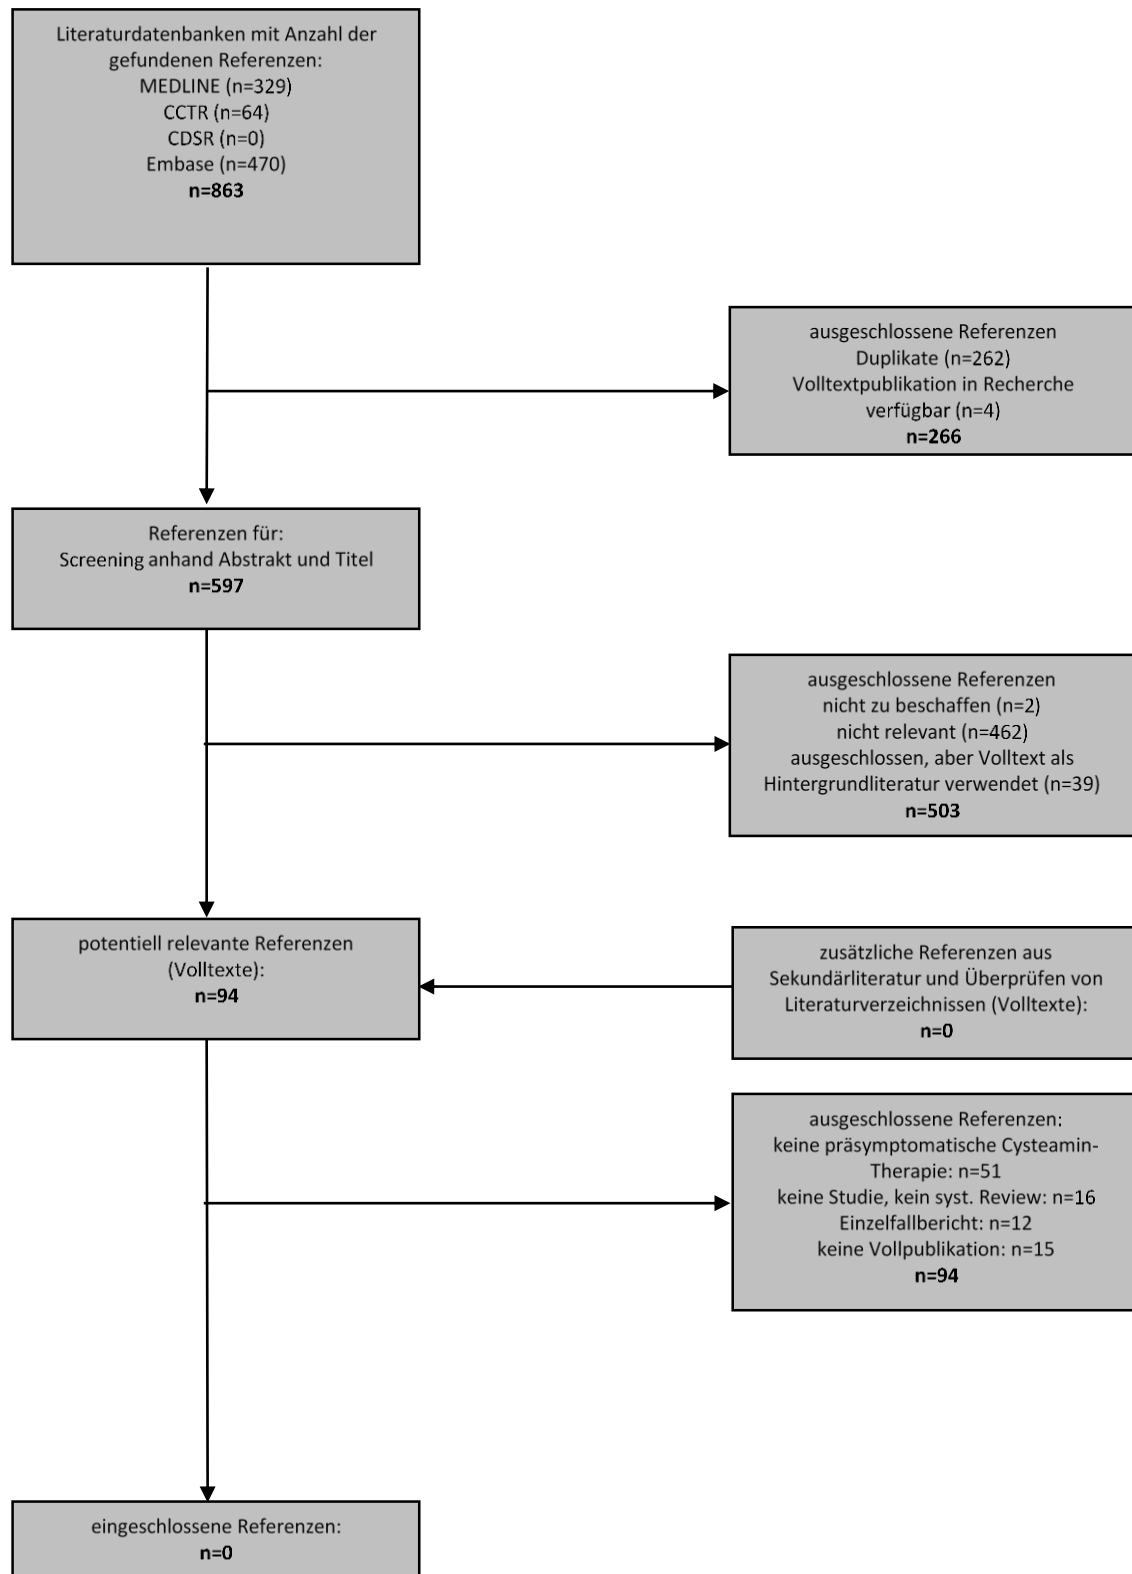 Literaturdatenbanken mit Anzahl der
gefundenen Referenzen:
MEDLINE (n=329)
CCTR (n=64)
CDSR (n=0)
Embase (n=470)
n=863
ausgeschlossene Referenzen
Duplikate (n=262)
Volltextpublikation in Recherche
verfügbar (n=4)
n=266
Referenzen für:
Screening anhand Abstrakt und Titel
n=597
ausgeschlossene Referenzen
nicht zu beschaffen (n=2)
nicht relevant (n=462)
ausgeschlossen, aber Volltext als
Hintergrundliteratur verwendet (n=39)
n=503
potentiell relevante Referenzen
(Volltexte):
n=94
zusätzliche Referenzen aus
Sekundärliteratur und Überprüfen von
Literaturverzeichnissen (Volltexte):
n=0
ausgeschlossene Referenzen:
keine präsymptomatische Cysteamin-
Therapie: n=51
keine Studie, kein syst. Review: n=16
Einzelfallbericht: n=12
keine Vollpublikation: n=15
n=94
eingeschlossene Referenzen:
n=0